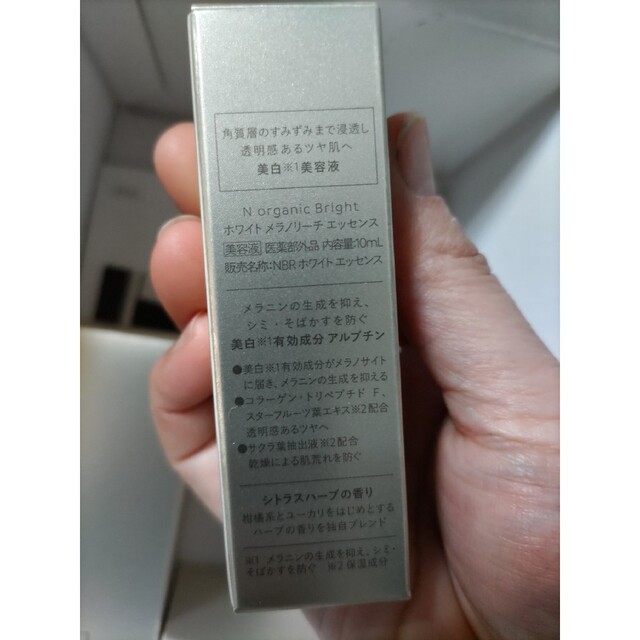 角質層のすみずみまで浸透し
透明感あるツヤ肌へ
美白※1美容液
N organic Bright
ホワイト メラノリーチ エッセンス
美容液 医薬部外品 内容量:10mL
販売名称:NBR ホワイト エッセンス
メラニンの生成を抑え、
シミ・そばかすを防ぐ
美白※1有効成分 アルブチン
●美白※1有効成分がメラノサイト
に届き、メラニンの生成を抑える
●コラーゲン・トリペプチド F、
スターフルーツ葉エキス※2配合
透明感あるツヤへ
●サクラ葉抽出液※2配合
乾燥による肌荒れを防ぐ
シトラスハーブの香り
柑橘系とユーカリをはじめとする
ハーブの香りを独自ブレンド
※1 メラニンの生成を抑え、シミ・
そばかすを防ぐ ※2 保湿成分